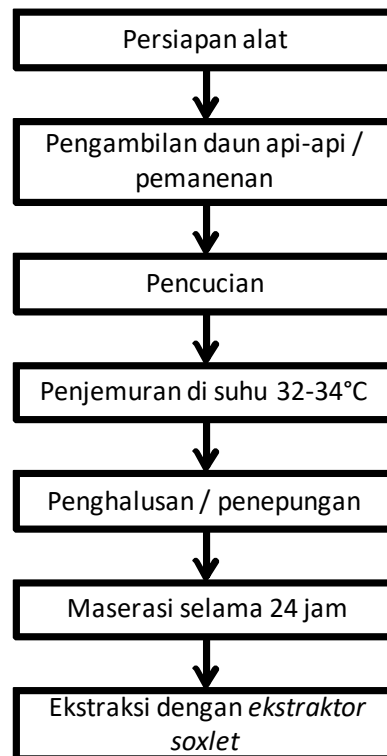 Persiapan alat
Pengambilan daun api-api /
pemanenan
Pencucian
Penjemuran di suhu 32-34°C
Penghalusan / penepungan
Maserasi selama 24 jam
Ekstraksi dengan ekstraktor
soxlet